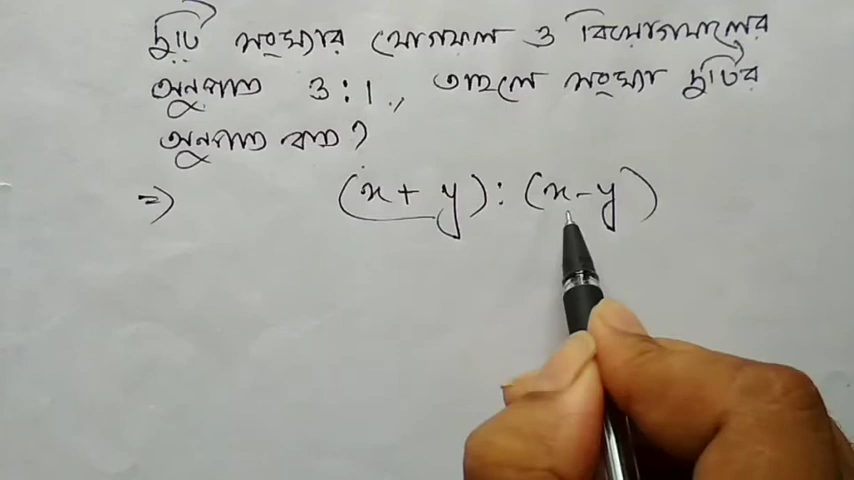 দুটি সংখ্যার যোগফল ও বিয়োগফলের
অনুপাত 3:1, তাহলে সংখ্যা দুটির
অনুপাত কত?
=> (x+y):(x-y)